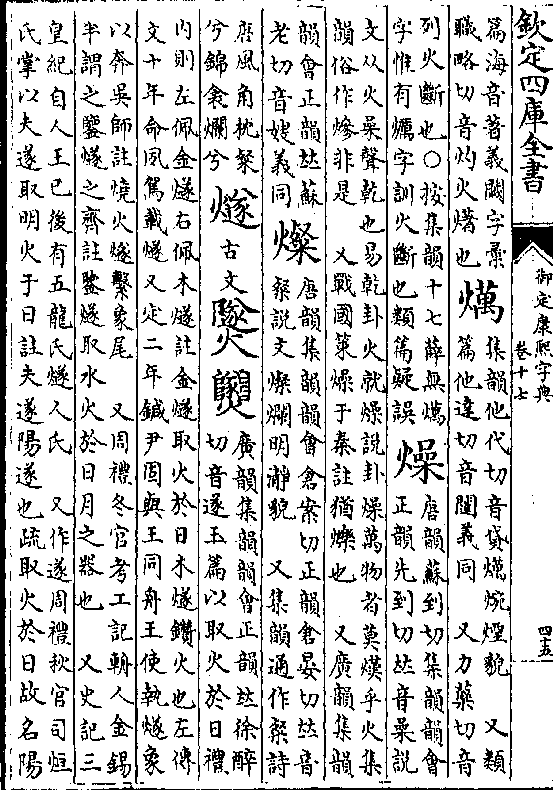 欽定四庫全書
御定康熙字典
卷十七
四五
篇海音著義闕字彙
職略切音灼火也
燤
集韻他代切音貸燤煙貌 又類
篇他達切音闥義同 又力藥切音
列火斷也○按集韻十七薛無燤
字惟有爄字訓火斷也類篇疑誤
燥
唐韻蘇到切集韻韻會
正韻先到切𠀤音喿說
文从火喿聲乾也易乾卦火就燥說卦燥萬物者莫熯乎火集
韻俗作㷮非是 又戰國策燥于秦註猶爍也 又廣韻集韻
韻會正韻𠀤蘇
老切音嫂義同
燦
唐韻集韻韻會倉案切正韻倉晏切𠀤音
粲說文燦爛明瀞貌 又集韻通作粲詩
唐風角枕粲
兮錦衾爛兮
燧
古文
廣韻集韻韻會正韻𠀤徐醉
切音遂玉篇以取火於日禮
內則左佩金燧右佩木燧註金燧取火於日木燧鑽火也左傳
文十年命夙駕載燧又定二年鍼尹固與王同舟王使執燧象
以奔吳師註燒火燧繫象尾 又周禮冬官考工記輈人金錫
半謂之鑒燧之齊註鑒燧取水火於日月之器也 又史記三
皇紀自人王已後有五龍氏燧人氏 又作遂周禮秋官司烜
氏掌以夫遂取明火于日註夫遂陽遂也疏取火於日故名陽